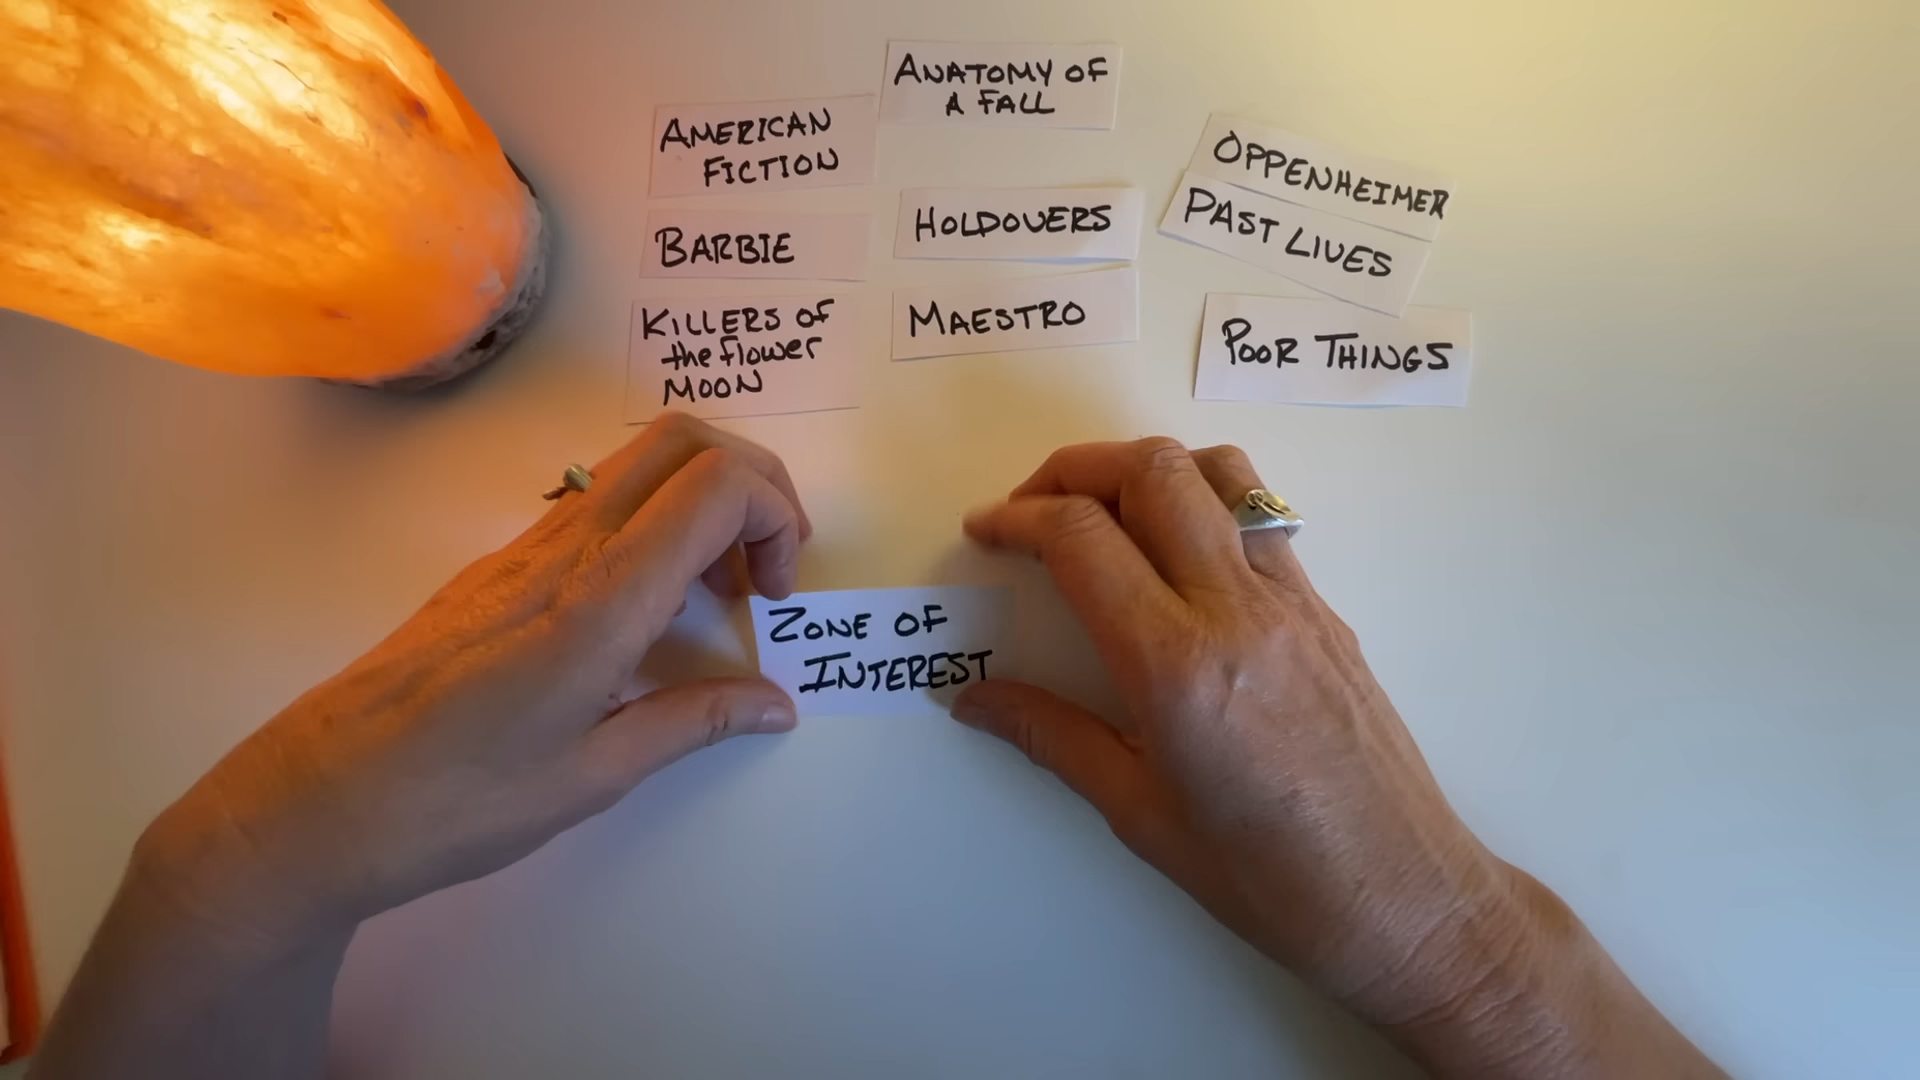 AMERICAN
FICTION
BARBIE
KILLERS OF
the flower
MOON
ANATOMY OF
A FALL
HOLDOVERS
MAESTRO
OPPENHEIMER
PAST LIVES
POOR THINGS
ZONE OF
INTEREST